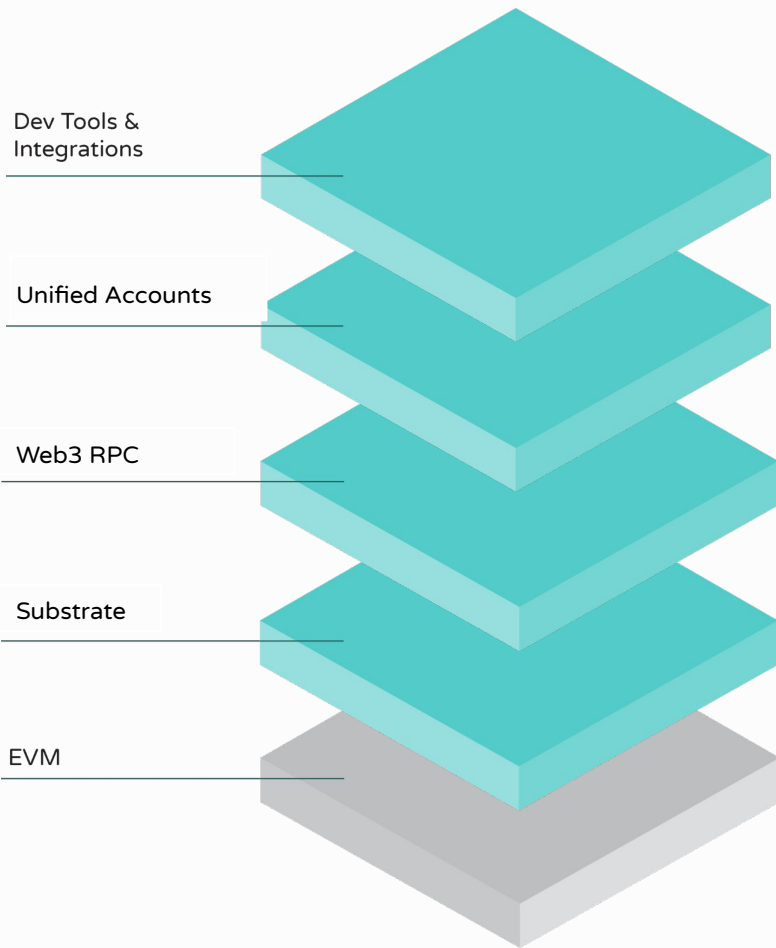 Dev Tools &
Integrations
Unified Accounts
Web3 RPC
Substrate
EVM